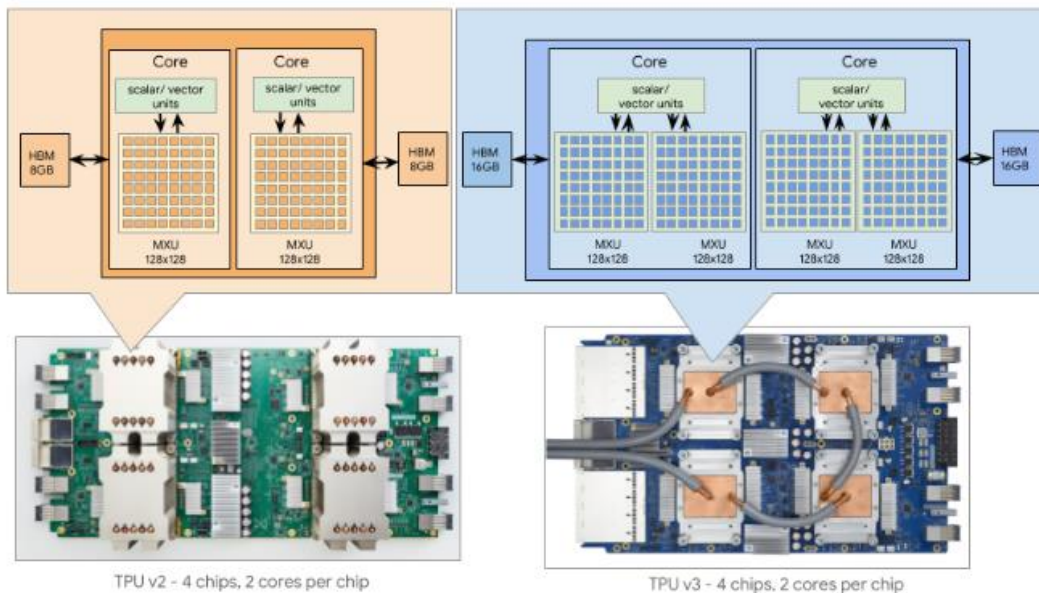 Core
scalar/ vector
units
HBM
8GB
MXU
128x128
Core
scalar/ vector
units
HBM
8GB
MXU
128x128
Core
scalar/
vector units
HBM
16GB
MXU
128x128
MXU
128x128
Core
scalar/
vector units
HBM
16GB
MXU
128x128
MXU
128x128
TPU v2 - 4 chips, 2 cores per chip
TPU v3 - 4 chips, 2 cores per chip